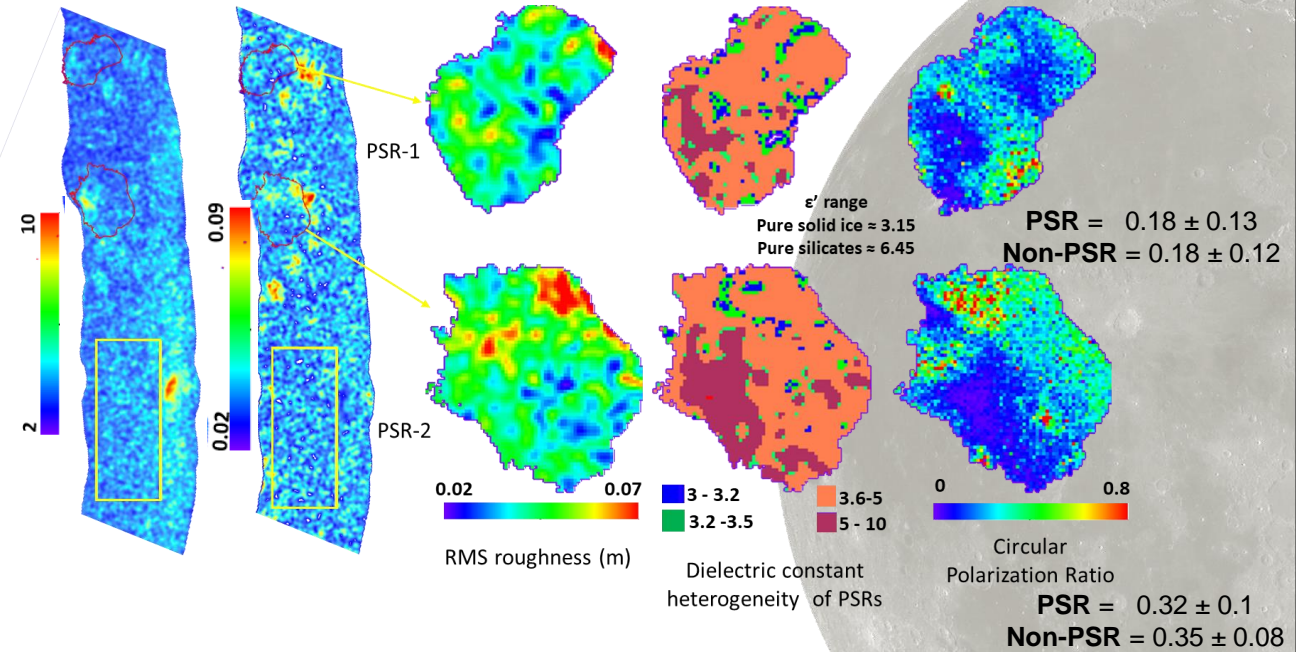 10
2
0.09
0.02
PSR-1
PSR-2
ε’ range
Pure solid ice ≈ 3.15
Pure silicates ≈ 6.45
PSR = 0.18 ± 0.13
Non-PSR = 0.18 ± 0.12
0.02 0.07
RMS roughness (m)
3 - 3.2
3.2 -3.5
3.6-5
5 - 10
Dielectric constant
heterogeneity of PSRs
0 0.8
Circular
Polarization Ratio
PSR = 0.32 ± 0.1
Non-PSR = 0.35 ± 0.08